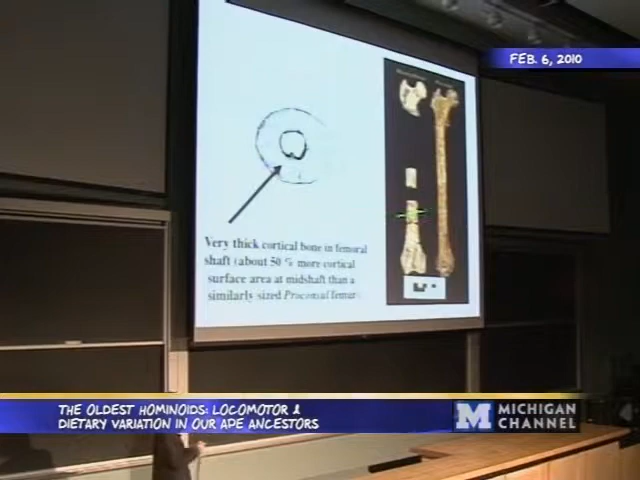 FEB. 6, 2010
Very thick cortical bone in femoral
shaft (about 50 % more cortical
surface area at midshaft than a
similarly sized Proconsul femur)
THE OLDEST HOMINOIDS: LOCOMOTOR &
DIETARY VARIATION IN OUR APE ANCESTORS
M MICHIGAN
CHANNEL